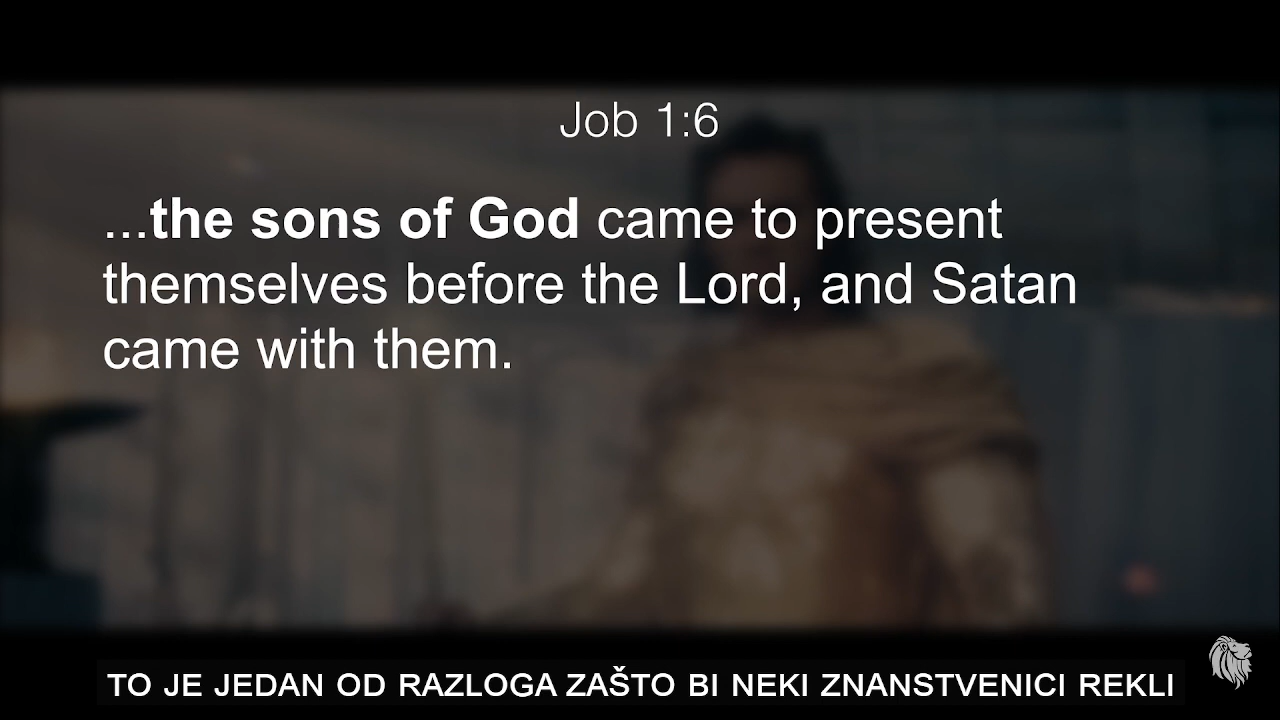 Job 1:6
...the sons of God came to present
themselves before the Lord, and Satan
came with them.
TO JE JEDAN OD RAZLOGA ZAŠTO BI NEKI ZNANSTVENICI REKLI